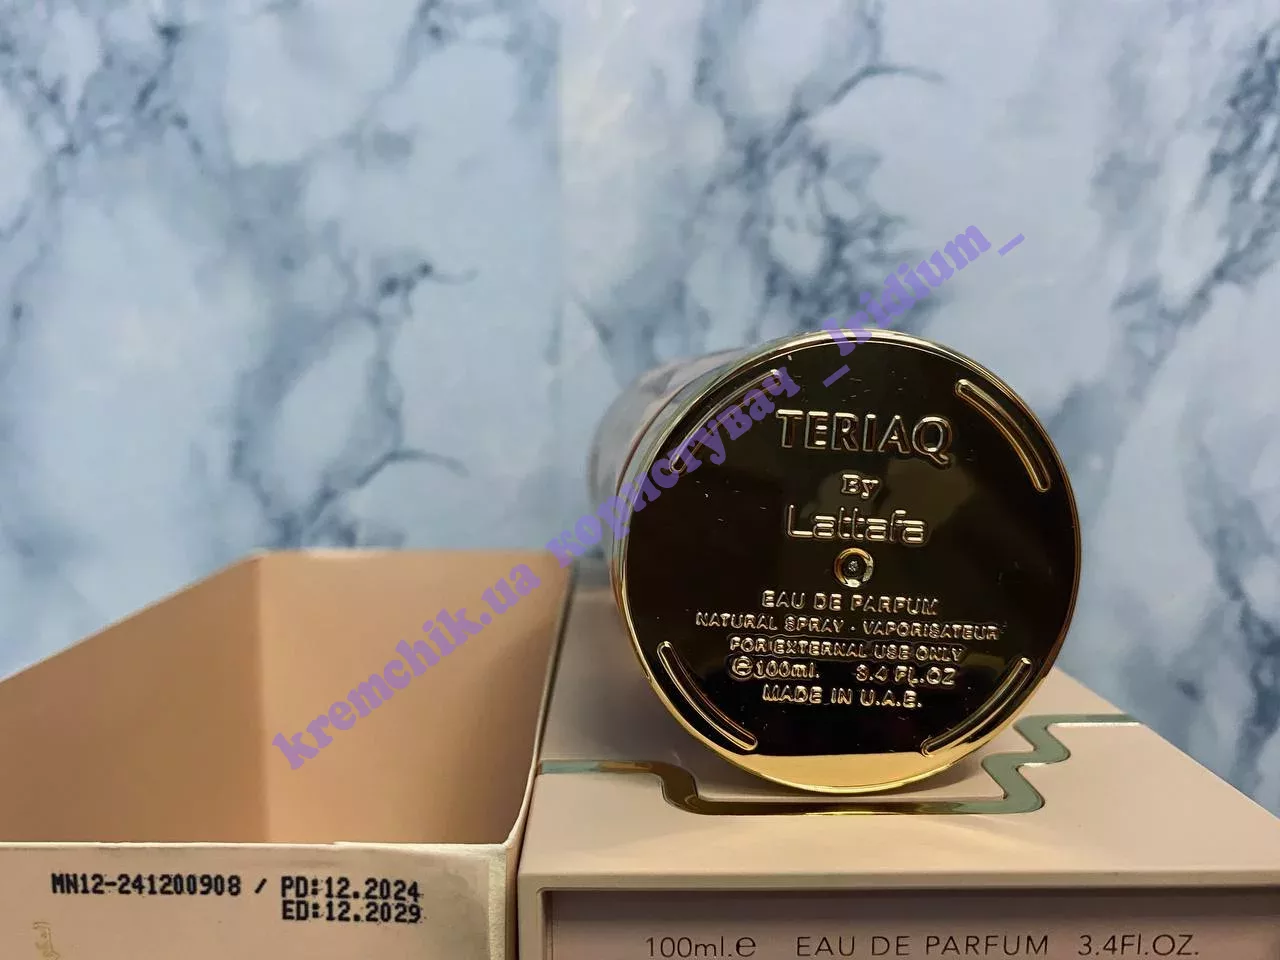 kremchik.ua користувач _Iridium_
TERIAQ
By
Lattafa
EAU DE PARFUM
NATURAL SPRAY · VAPORISATEUR
FOR EXTERNAL USE ONLY
℮100ml. 3.4 FL.OZ
MADE IN U.A.E.
MN12-241200908 / PD:12.2024
ED:12.2029
100ml.℮ EAU DE PARFUM 3.4Fl.OZ.